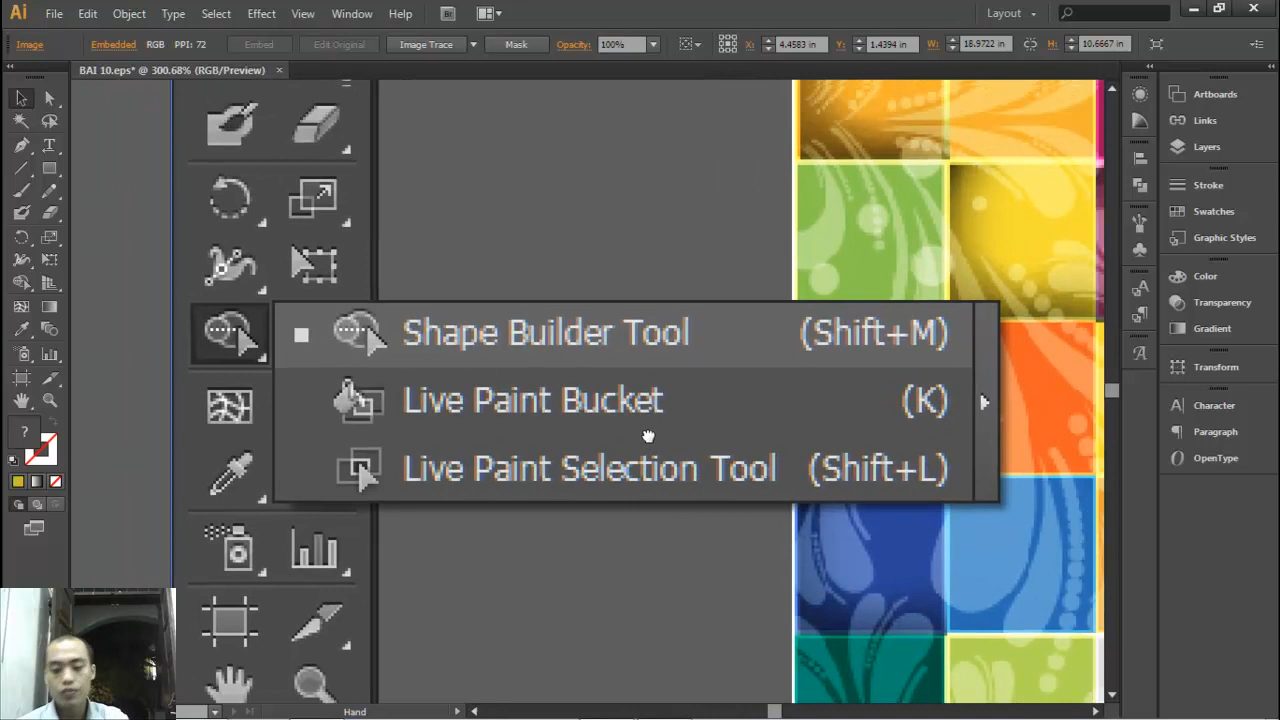 Ai File Edit Object Type Select Effect View Window Help Br Layout
Image Embedded RGB PPI: 72 Embed Edit Original Image Trace Mask Opacity: 100% X: 4.4583 in Y: 1.4394 in W: 18.9722 in H: 10.6667 in
BAI 10.eps* @ 300.68% (RGB/Preview)
Artboards
Links
Layers
Stroke
Swatches
Graphic Styles
Color
Transparency
Gradient
Transform
Character
Paragraph
OpenType
Shape Builder Tool (Shift+M)
Live Paint Bucket (K)
Live Paint Selection Tool (Shift+L)
?
Hand